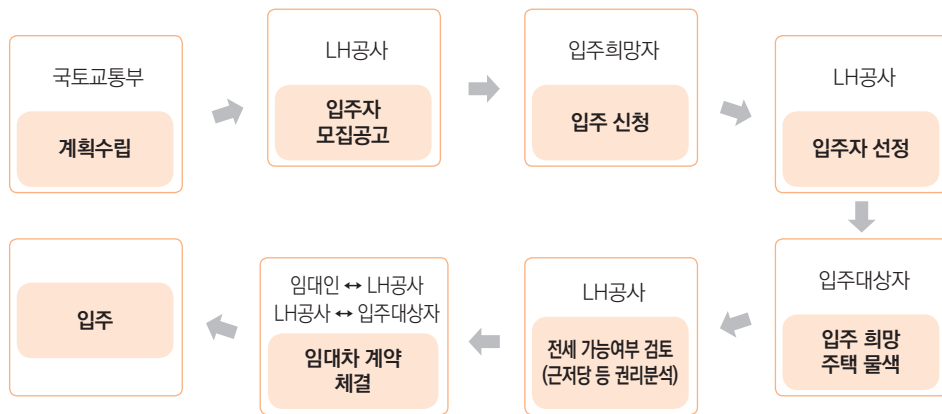 국토교통부
계획수립
LH공사
입주자
모집공고
입주희망자
입주 신청
LH공사
입주자 선정
입주대상자
입주 희망
주택 물색
LH공사
전세 가능여부 검토
(근저당 등 권리분석)
임대인 ↔ LH공사
LH공사 ↔ 입주대상자
임대차 계약
체결
입주